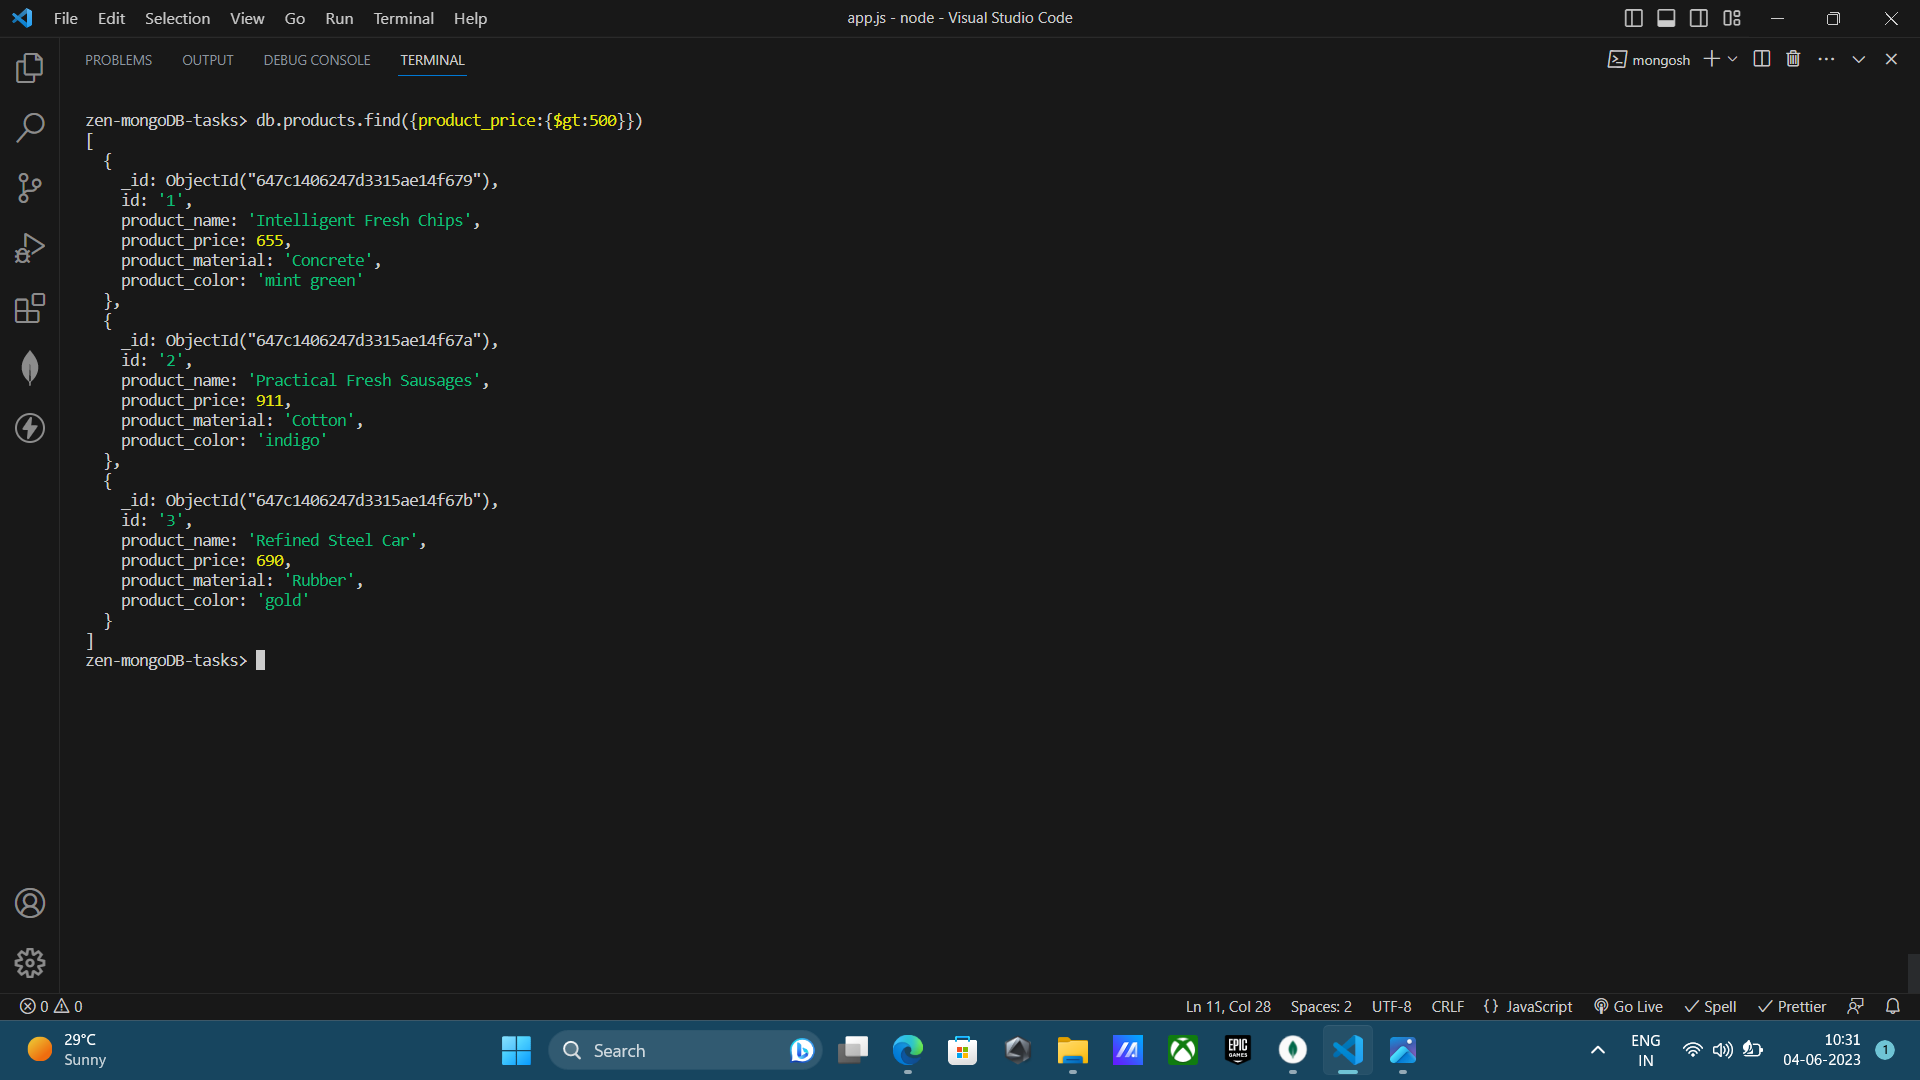 File Edit Selection View Go Run Terminal Help
app.js - node - Visual Studio Code
PROBLEMS OUTPUT DEBUG CONSOLE TERMINAL
mongosh
zen-mongoDB-tasks> db.products.find({product_price:{$gt:500}})
[
  {
    _id: ObjectId("647c1406247d3315ae14f679"),
    id: '1',
    product_name: 'Intelligent Fresh Chips',
    product_price: 655,
    product_material: 'Concrete',
    product_color: 'mint green'
  },
  {
    _id: ObjectId("647c1406247d3315ae14f67a"),
    id: '2',
    product_name: 'Practical Fresh Sausages',
    product_price: 911,
    product_material: 'Cotton',
    product_color: 'indigo'
  },
  {
    _id: ObjectId("647c1406247d3315ae14f67b"),
    id: '3',
    product_name: 'Refined Steel Car',
    product_price: 690,
    product_material: 'Rubber',
    product_color: 'gold'
  }
]
zen-mongoDB-tasks>
0 0 Ln 11, Col 28 Spaces: 2 UTF-8 CRLF {} JavaScript Go Live Spell Prettier
29°C
Sunny
Search
EPIC
GAMES
ENG
IN
10:31
04-06-2023
1